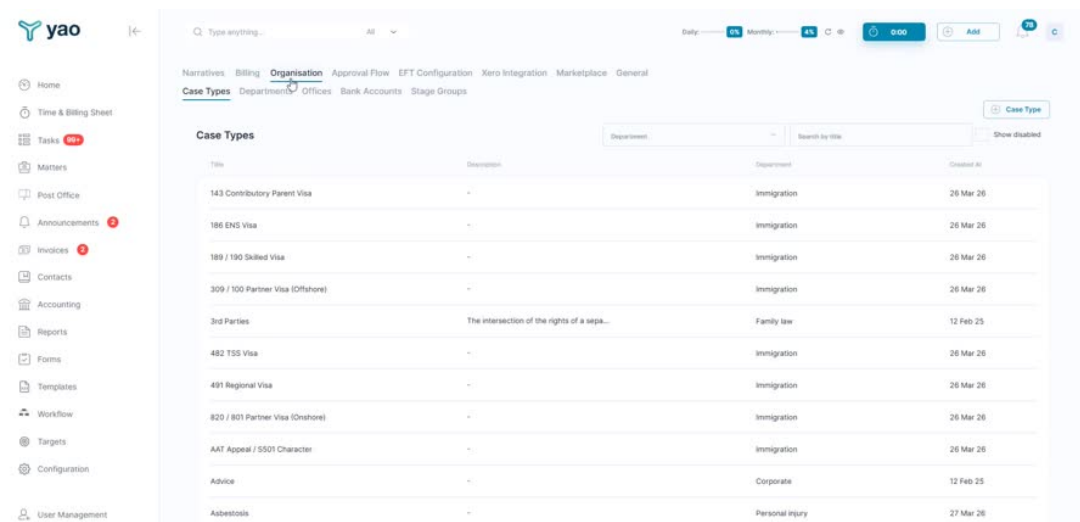 yao
Type anything...
All
Daily:
0%
Monthly:
4%
0:00
Add
78
C
Home
Time & Billing Sheet
Tasks 99+
Matters
Post Office
Announcements 2
Invoices 2
Contacts
Accounting
Reports
Forms
Templates
Workflow
Targets
Configuration
User Management
Narratives Billing Organisation Approval Flow EFT Configuration Xero Integration Marketplace General
Case Types Departments Offices Bank Accounts Stage Groups
Case Type
Case Types
Department
Search by title
Show disabled
Title Description Department Created At
143 Contributory Parent Visa - Immigration 26 Mar 26
186 ENS Visa - Immigration 26 Mar 26
189 / 190 Skilled Visa - Immigration 26 Mar 26
309 / 100 Partner Visa (Offshore) - Immigration 26 Mar 26
3rd Parties The intersection of the rights of a sepa... Family law 12 Feb 25
482 TSS Visa - Immigration 26 Mar 26
491 Regional Visa - Immigration 26 Mar 26
820 / 801 Partner Visa (Onshore) - Immigration 26 Mar 26
AAT Appeal / S501 Character - Immigration 26 Mar 26
Advice - Corporate 12 Feb 25
Asbestosis - Personal injury 27 Mar 26